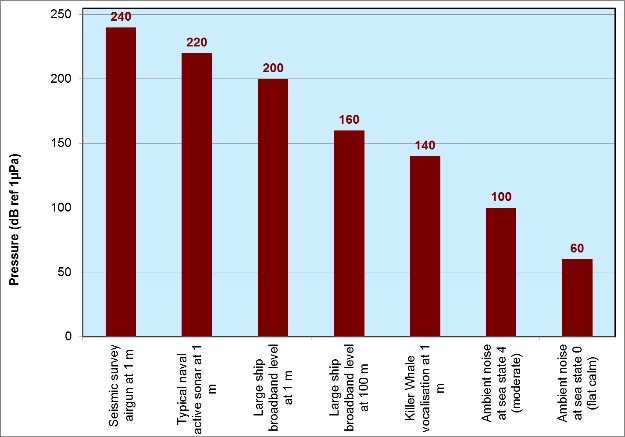 250
200
150
100
50
0
Pressure (dB ref 1µPa)
240
220
200
160
140
100
60
Seismic survey
airgun at 1 m
Typical naval
active sonar at 1
m
Large ship
broadband level
at 1 m
Large ship
broadband level
at 100 m
Killer Whale
vocalisation at 1
m
Ambient noise
at sea state 4
(moderate)
Ambient noise
at sea state 0
(flat calm)